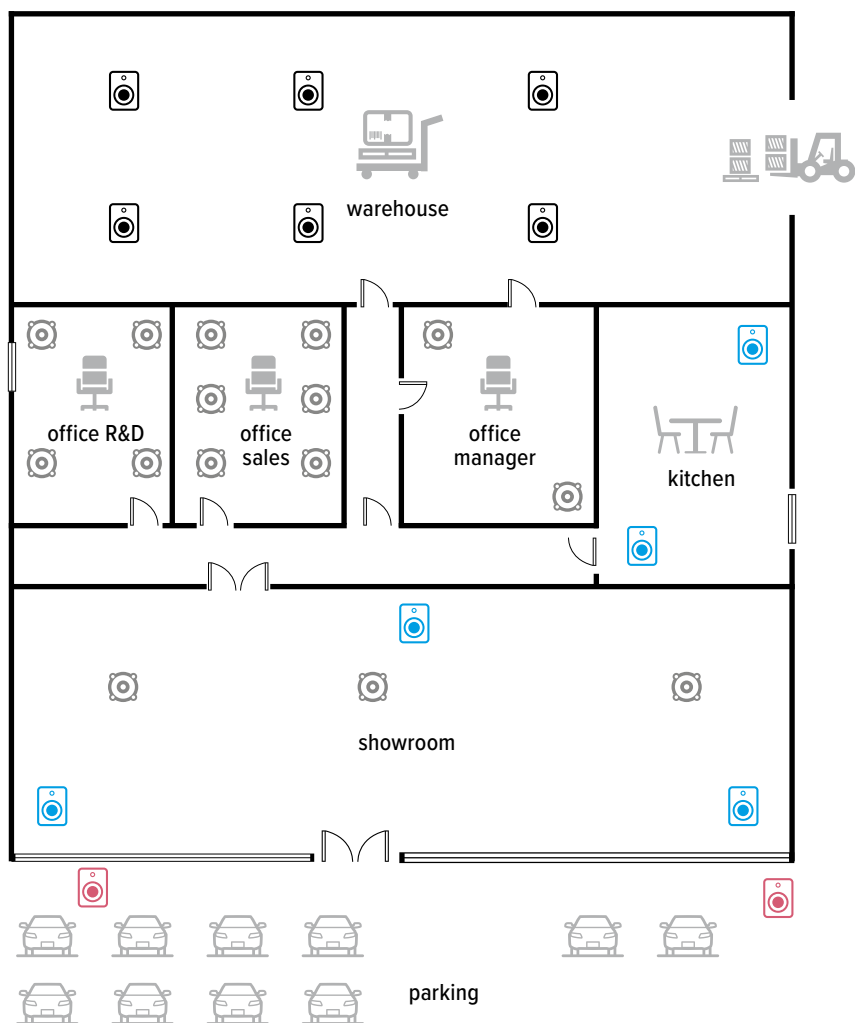 warehouse
office R&D
office
sales
office
manager
kitchen
showroom
parking